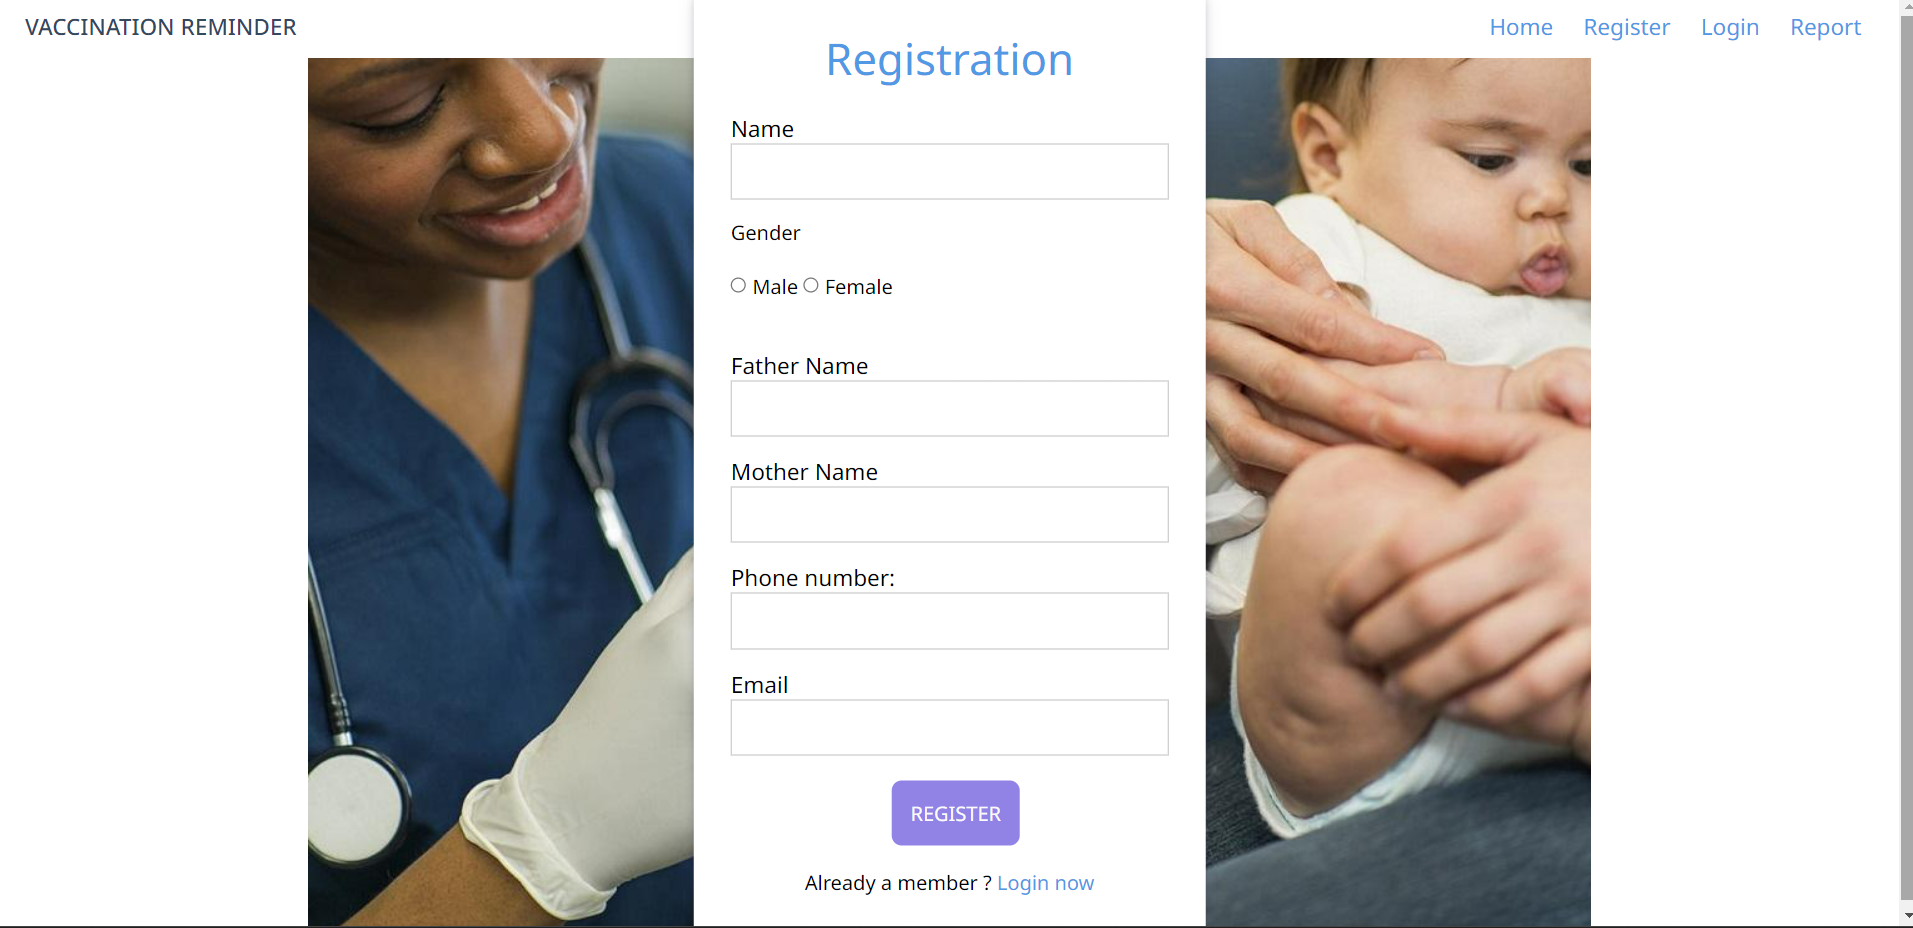 VACCINATION REMINDER
Home Register Login Report
Registration
Name
Gender
Male Female
Father Name
Mother Name
Phone number:
Email
REGISTER
Already a member ? Login now